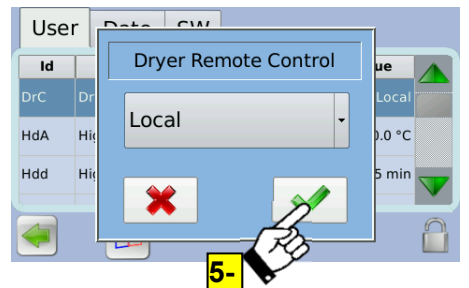 User Date SW
Id ue
Dryer Remote Control
DrC Dr Local
Local
HdA Hig 0.0 °C
Hdd Hig 5 min
5-